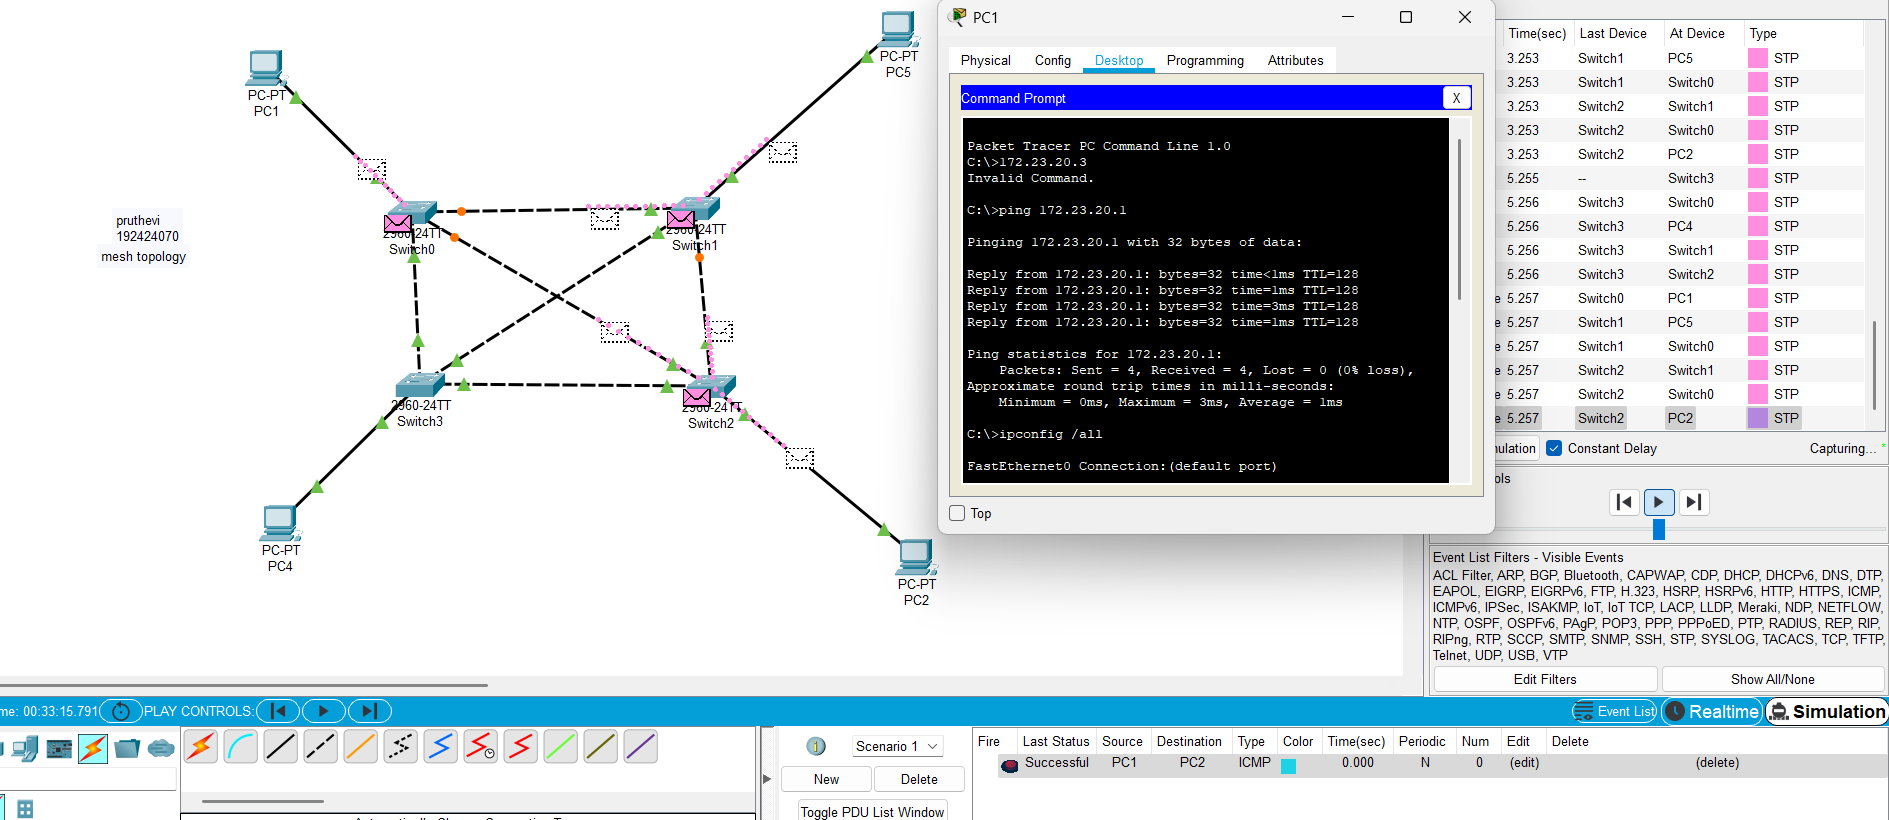 PC-PT
PC1
PC-PT
PC5
pruthevi
192424070
mesh topology
2960-24TT
Switch0
2960-24TT
Switch1
2960-24TT
Switch3
2960-24TT
Switch2
PC-PT
PC4
PC-PT
PC2
PC1
Physical Config Desktop Programming Attributes
Command Prompt X
Packet Tracer PC Command Line 1.0
C:\>172.23.20.3
Invalid Command.
C:\>ping 172.23.20.1
Pinging 172.23.20.1 with 32 bytes of data:
Reply from 172.23.20.1: bytes=32 time<1ms TTL=128
Reply from 172.23.20.1: bytes=32 time=1ms TTL=128
Reply from 172.23.20.1: bytes=32 time=3ms TTL=128
Reply from 172.23.20.1: bytes=32 time=1ms TTL=128
Ping statistics for 172.23.20.1:
Packets: Sent = 4, Received = 4, Lost = 0 (0% loss),
Approximate round trip times in milli-seconds:
Minimum = 0ms, Maximum = 3ms, Average = 1ms
C:\>ipconfig /all
FastEthernet0 Connection:(default port)
Top
Time(sec) Last Device At Device Type
3.253 Switch1 PC5 STP
3.253 Switch1 Switch0 STP
3.253 Switch2 Switch1 STP
3.253 Switch2 Switch0 STP
3.253 Switch2 PC2 STP
5.255 -- Switch3 STP
5.256 Switch3 Switch0 STP
5.256 Switch3 PC4 STP
5.256 Switch3 Switch1 STP
5.256 Switch3 Switch2 STP
e 5.257 Switch0 PC1 STP
e 5.257 Switch1 PC5 STP
e 5.257 Switch1 Switch0 STP
e 5.257 Switch2 Switch1 STP
e 5.257 Switch2 Switch0 STP
e 5.257 Switch2 PC2 STP
nulation Constant Delay Capturing... *
ols
Event List Filters - Visible Events
ACL Filter, ARP, BGP, Bluetooth, CAPWAP, CDP, DHCP, DHCPv6, DNS, DTP,
EAPOL, EIGRP, EIGRPv6, FTP, H.323, HSRP, HSRPv6, HTTP, HTTPS, ICMP,
ICMPv6, IPSec, ISAKMP, IoT, IoT TCP, LACP, LLDP, Meraki, NDP, NETFLOW,
NTP, OSPF, OSPFv6, PAgP, POP3, PPP, PPPoED, PTP, RADIUS, REP, RIP,
RIPng, RTP, SCCP, SMTP, SNMP, SSH, STP, SYSLOG, TACACS, TCP, TFTP,
Telnet, UDP, USB, VTP
Edit Filters Show All/None
me: 00:33:15.791 PLAY CONTROLS: Event List Realtime Simulation
Scenario 1
New Delete
Toggle PDU List Window
Fire Last Status Source Destination Type Color Time(sec) Periodic Num Edit Delete
Successful PC1 PC2 ICMP 0.000 N 0 (edit) (delete)